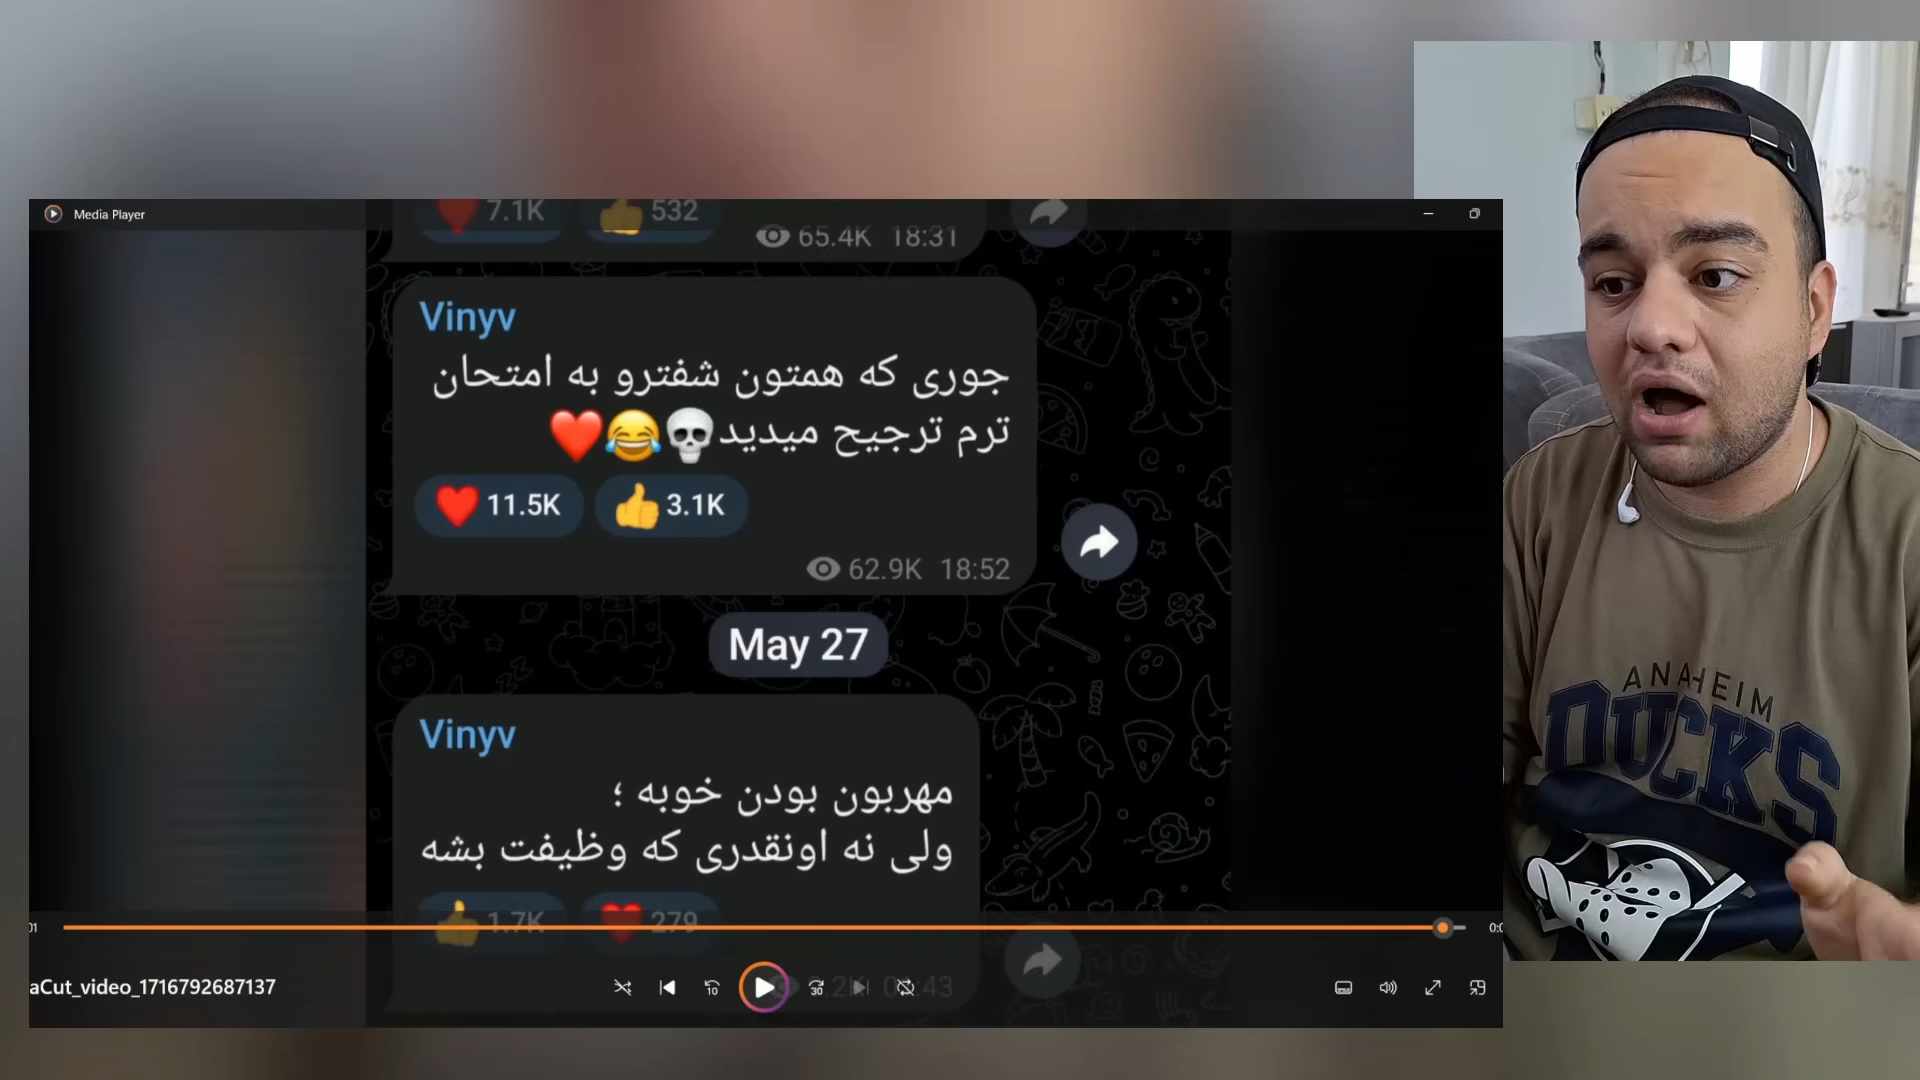 Media Player
7.1K 532
65.4K 18:31
Vinyv
جوری که همتون شفترو به امتحان
ترم ترجیح میدید💀😂❤️
❤️ 11.5K 👍 3.1K
62.9K 18:52
May 27
Vinyv
مهربون بودن خوبه ؛
ولی نه اونقدری که وظیفت بشه
👍 1.7K ❤️ 279
aCut_video_1716792687137
10
30
ANAHEIM
DUCKS